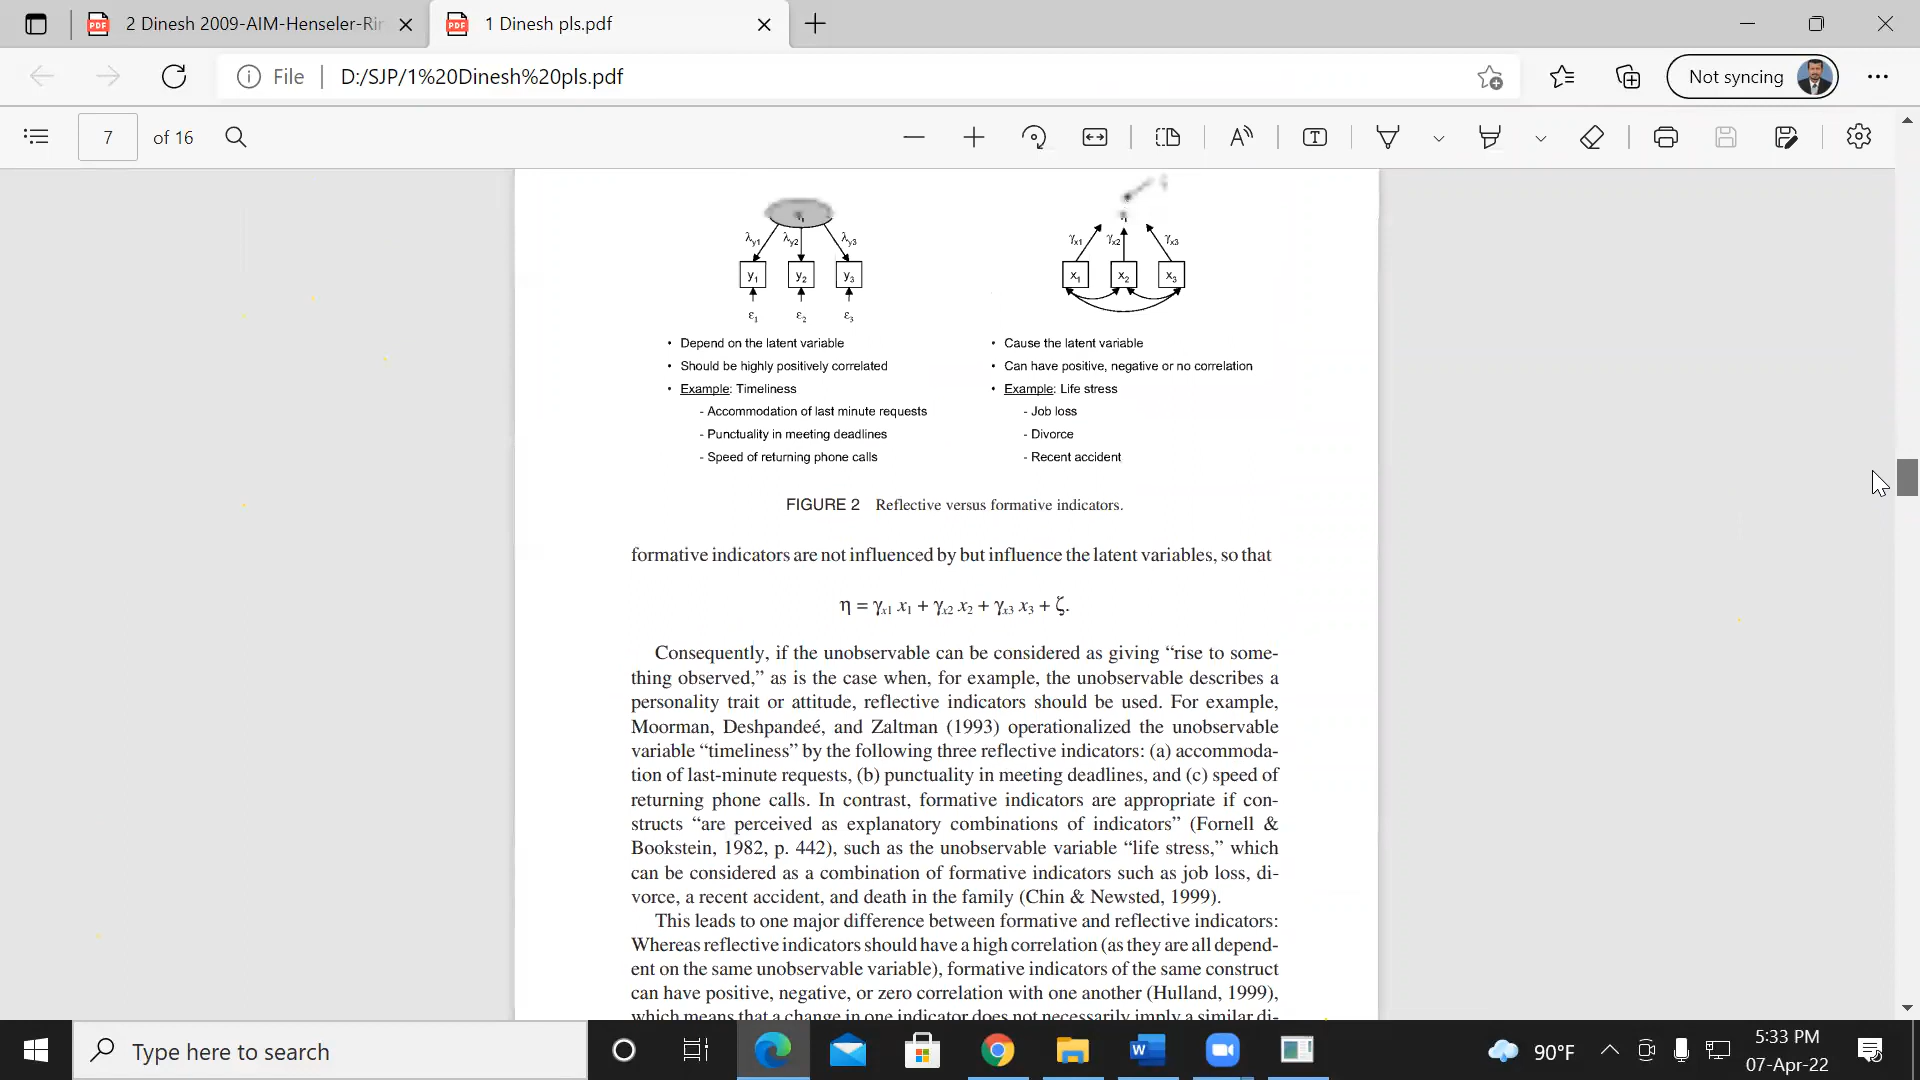 2 Dinesh 2009-AIM-Henseler-Rir
1 Dinesh pls.pdf
File
D:/SJP/1%20Dinesh%20pls.pdf
Not syncing
7 of 16
λy1 λy2 λy3
γx1 γx2 γx3
y1 y2 y3
x1 x2 x3
ε1 ε2 ε3
• Depend on the latent variable
• Should be highly positively correlated
• Example: Timeliness
- Accommodation of last minute requests
- Punctuality in meeting deadlines
- Speed of returning phone calls
• Cause the latent variable
• Can have positive, negative or no correlation
• Example: Life stress
- Job loss
- Divorce
- Recent accident
FIGURE 2 Reflective versus formative indicators.
formative indicators are not influenced by but influence the latent variables, so that
η = γx1 x1 + γx2 x2 + γx3 x3 + ζ.
Consequently, if the unobservable can be considered as giving “rise to some-
thing observed,” as is the case when, for example, the unobservable describes a
personality trait or attitude, reflective indicators should be used. For example,
Moorman, Deshpandeé, and Zaltman (1993) operationalized the unobservable
variable “timeliness” by the following three reflective indicators: (a) accommoda-
tion of last-minute requests, (b) punctuality in meeting deadlines, and (c) speed of
returning phone calls. In contrast, formative indicators are appropriate if con-
structs “are perceived as explanatory combinations of indicators” (Fornell &
Bookstein, 1982, p. 442), such as the unobservable variable “life stress,” which
can be considered as a combination of formative indicators such as job loss, di-
vorce, a recent accident, and death in the family (Chin & Newsted, 1999).
This leads to one major difference between formative and reflective indicators:
Whereas reflective indicators should have a high correlation (as they are all depend-
ent on the same unobservable variable), formative indicators of the same construct
can have positive, negative, or zero correlation with one another (Hulland, 1999),
which means that a change in one indicator does not necessarily imply a similar di-
Type here to search
90°F
5:33 PM
07-Apr-22